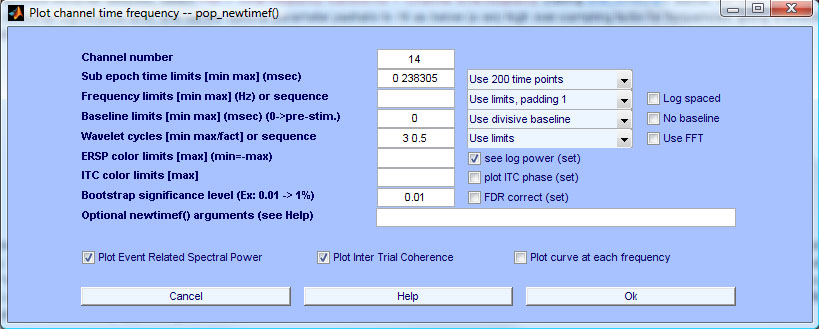 Plot channel time frequency -- pop_newtimef()
Channel number 14
Sub epoch time limits [min max] (msec) 0 238305 Use 200 time points
Frequency limits [min max] (Hz) or sequence Use limits, padding 1 Log spaced
Baseline limits [min max] (msec) (0->pre-stim.) 0 Use divisive baseline No baseline
Wavelet cycles [min max/fact] or sequence 3 0.5 Use limits Use FFT
ERSP color limits [max] (min=-max) see log power (set)
ITC color limits [max] plot ITC phase (set)
Bootstrap significance level (Ex: 0.01 -> 1%) 0.01 FDR correct (set)
Optional newtimef() arguments (see Help)
Plot Event Related Spectral Power Plot Inter Trial Coherence Plot curve at each frequency
Cancel Help Ok